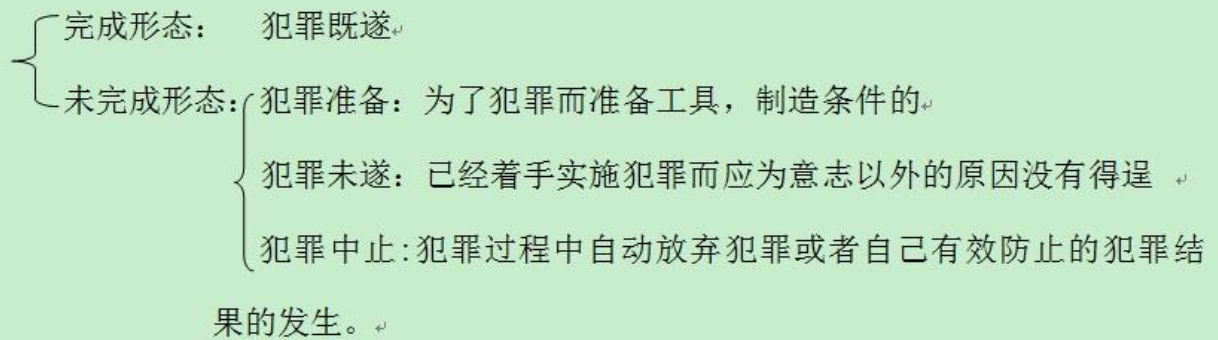 完成形态： 犯罪既遂
未完成形态：犯罪准备：为了犯罪而准备工具，制造条件的
犯罪未遂：已经着手实施犯罪而应为意志以外的原因没有得逞
犯罪中止:犯罪过程中自动放弃犯罪或者自己有效防止的犯罪结
果的发生。